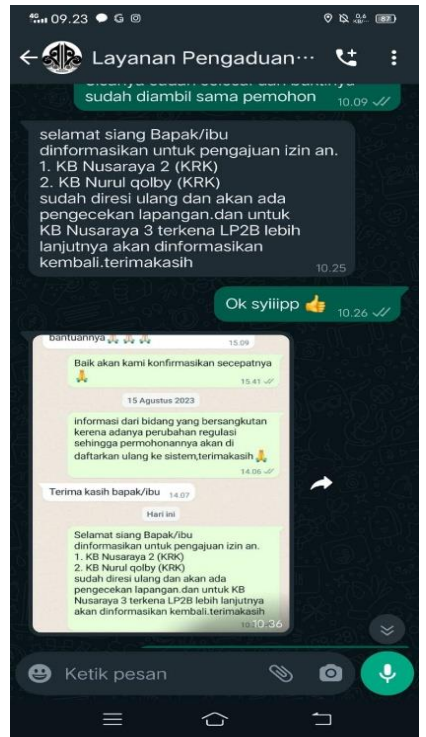 4G 09.23
Layanan Pengaduan...
sudah diambil sama pemohon 10.09
selamat siang Bapak/ibu
dinformasikan untuk pengajuan izin an.
1. KB Nusaraya 2 (KRK)
2. KB Nurul qolby (KRK)
sudah diresi ulang dan akan ada
pengecekan lapangan.dan untuk
KB Nusaraya 3 terkena LP2B lebih
lanjutnya akan dinformasikan
kembali.terimakasih
10.25
Ok syiiipp 👍 10.26
bantuannya 🙏 🙏 🙏 15.09
Baik akan kami konfirmasikan secepatnya
🙏 15.41
15 Agustus 2023
informasi dari bidang yang bersangkutan
kerena adanya perubahan regulasi
sehingga permohonannya akan di
daftarkan ulang ke sistem,terimakasih 🙏
14.06
Terima kasih bapak/ibu 14.07
Hari ini
Selamat siang Bapak/ibu
dinformasikan untuk pengajuan izin an.
1. KB Nusaraya 2 (KRK)
2. KB Nurul qolby (KRK)
sudah diresi ulang dan akan ada
pengecekan lapangan.dan untuk KB
Nusaraya 3 terkena LP2B lebih lanjutnya
akan dinformasikan kembali.terimakasih
10.36
Ketik pesan